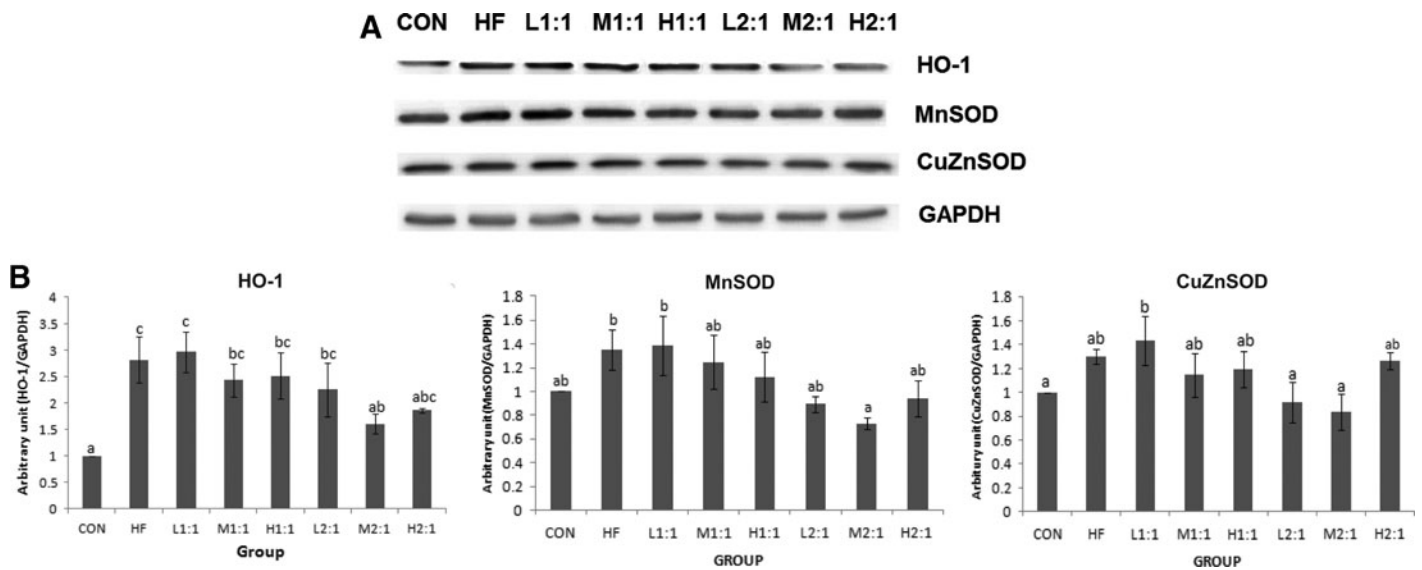 A
CON HF L1:1 M1:1 H1:1 L2:1 M2:1 H2:1
HO-1
MnSOD
CuZnSOD
GAPDH
B
HO-1
Arbitrary unit (HO-1/GAPDH)
4
3.5
3
2.5
2
1.5
1
0.5
0
a c c bc bc bc ab abc
CON HF L1:1 M1:1 H1:1 L2:1 M2:1 H2:1
Group
MnSOD
Arbitrary unit(MnSOD/GAPDH)
1.8
1.6
1.4
1.2
1
0.8
0.6
0.4
0.2
0
ab b b ab ab ab a ab
CON HF L1:1 M1:1 H1:1 L2:1 M2:1 H2:1
GROUP
CuZnSOD
Arbitury unit(CuZnSOD/GAPDH)
1.8
1.6
1.4
1.2
1
0.8
0.6
0.4
0.2
0
a ab b ab ab a a ab
CON HF L1:1 M1:1 H1:1 L2:1 M2:1 H2:1
GROUP